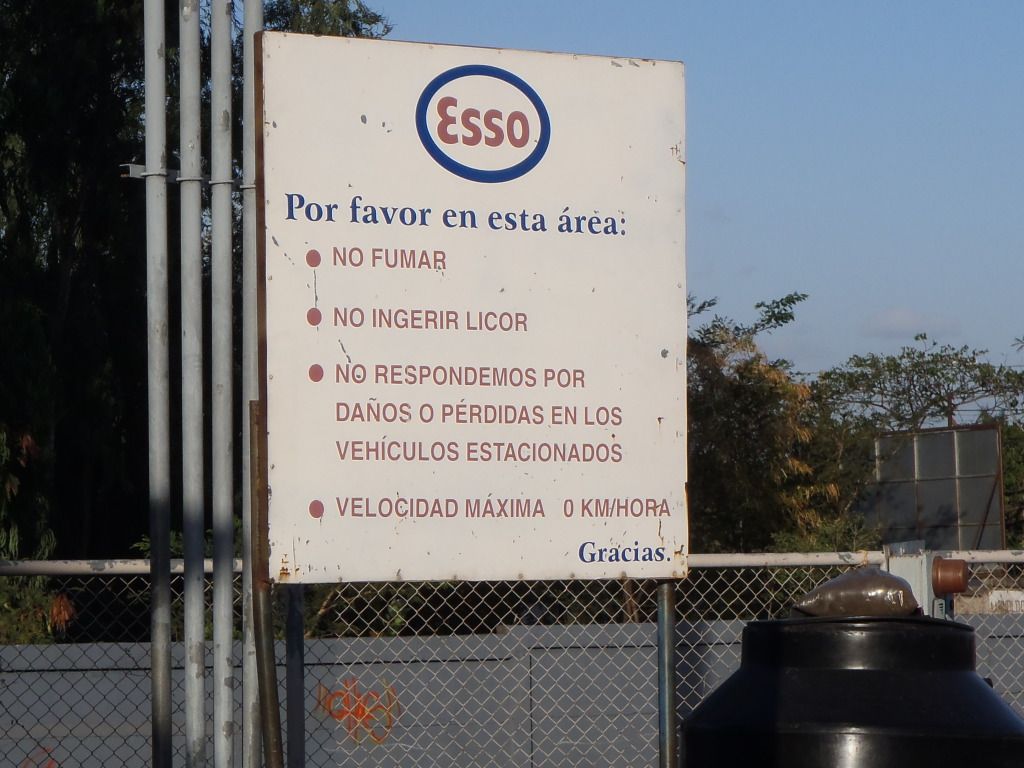 Esso
Por favor en esta área:
● NO FUMAR
● NO INGERIR LICOR
● NO RESPONDEMOS POR
DAÑOS O PÉRDIDAS EN LOS
VEHÍCULOS ESTACIONADOS
● VELOCIDAD MÁXIMA 0 KM/HORA
Gracias.